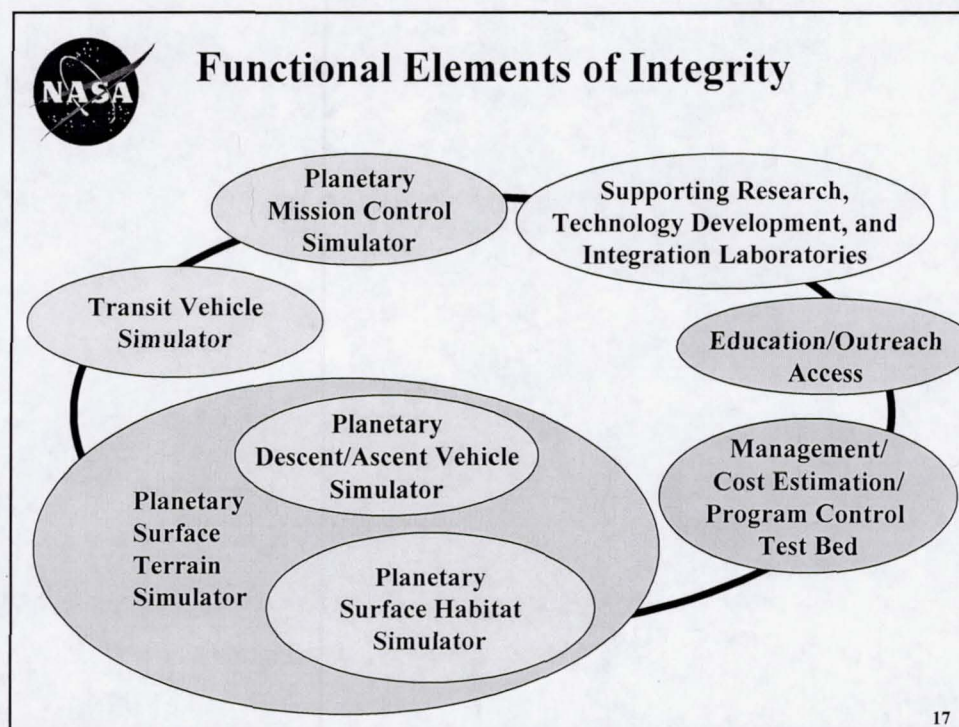 NASA
Functional Elements of Integrity
Planetary
Mission Control
Simulator
Supporting Research,
Technology Development, and
Integration Laboratories
Transit Vehicle
Simulator
Education/Outreach
Access
Planetary
Descent/Ascent Vehicle
Simulator
Management/
Cost Estimation/
Program Control
Test Bed
Planetary
Surface
Terrain
Simulator
Planetary
Surface Habitat
Simulator
17